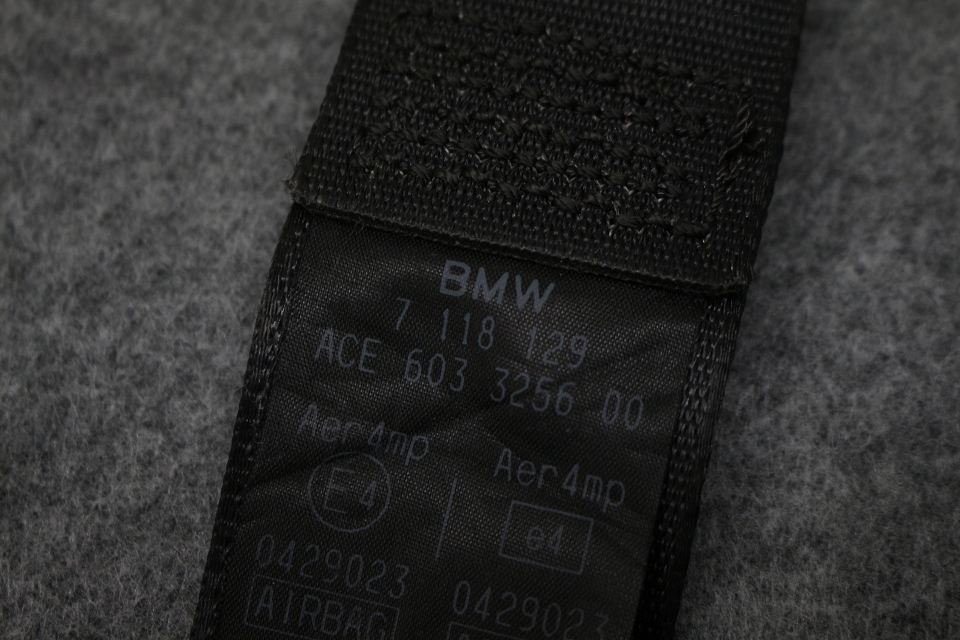 BMW
7 118 129
ACE 603 3256 00
Aer4mp Aer4mp
E4 e4
0429023 0429023
AIRBAG